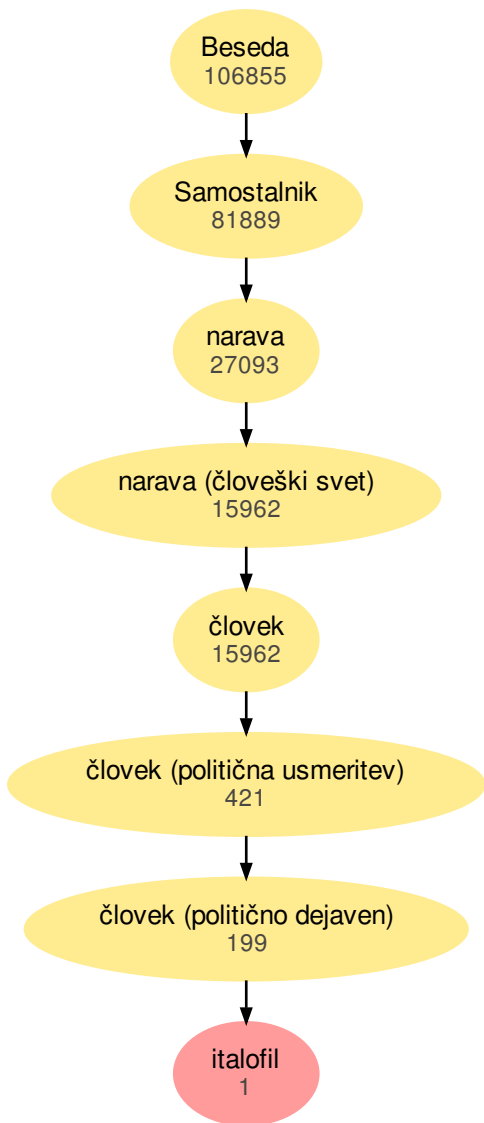 Beseda
106855
Samostalnik
81889
narava
27093
narava (človeški svet)
15962
človek
15962
človek (politična usmeritev)
421
človek (politično dejaven)
199
italofil
1